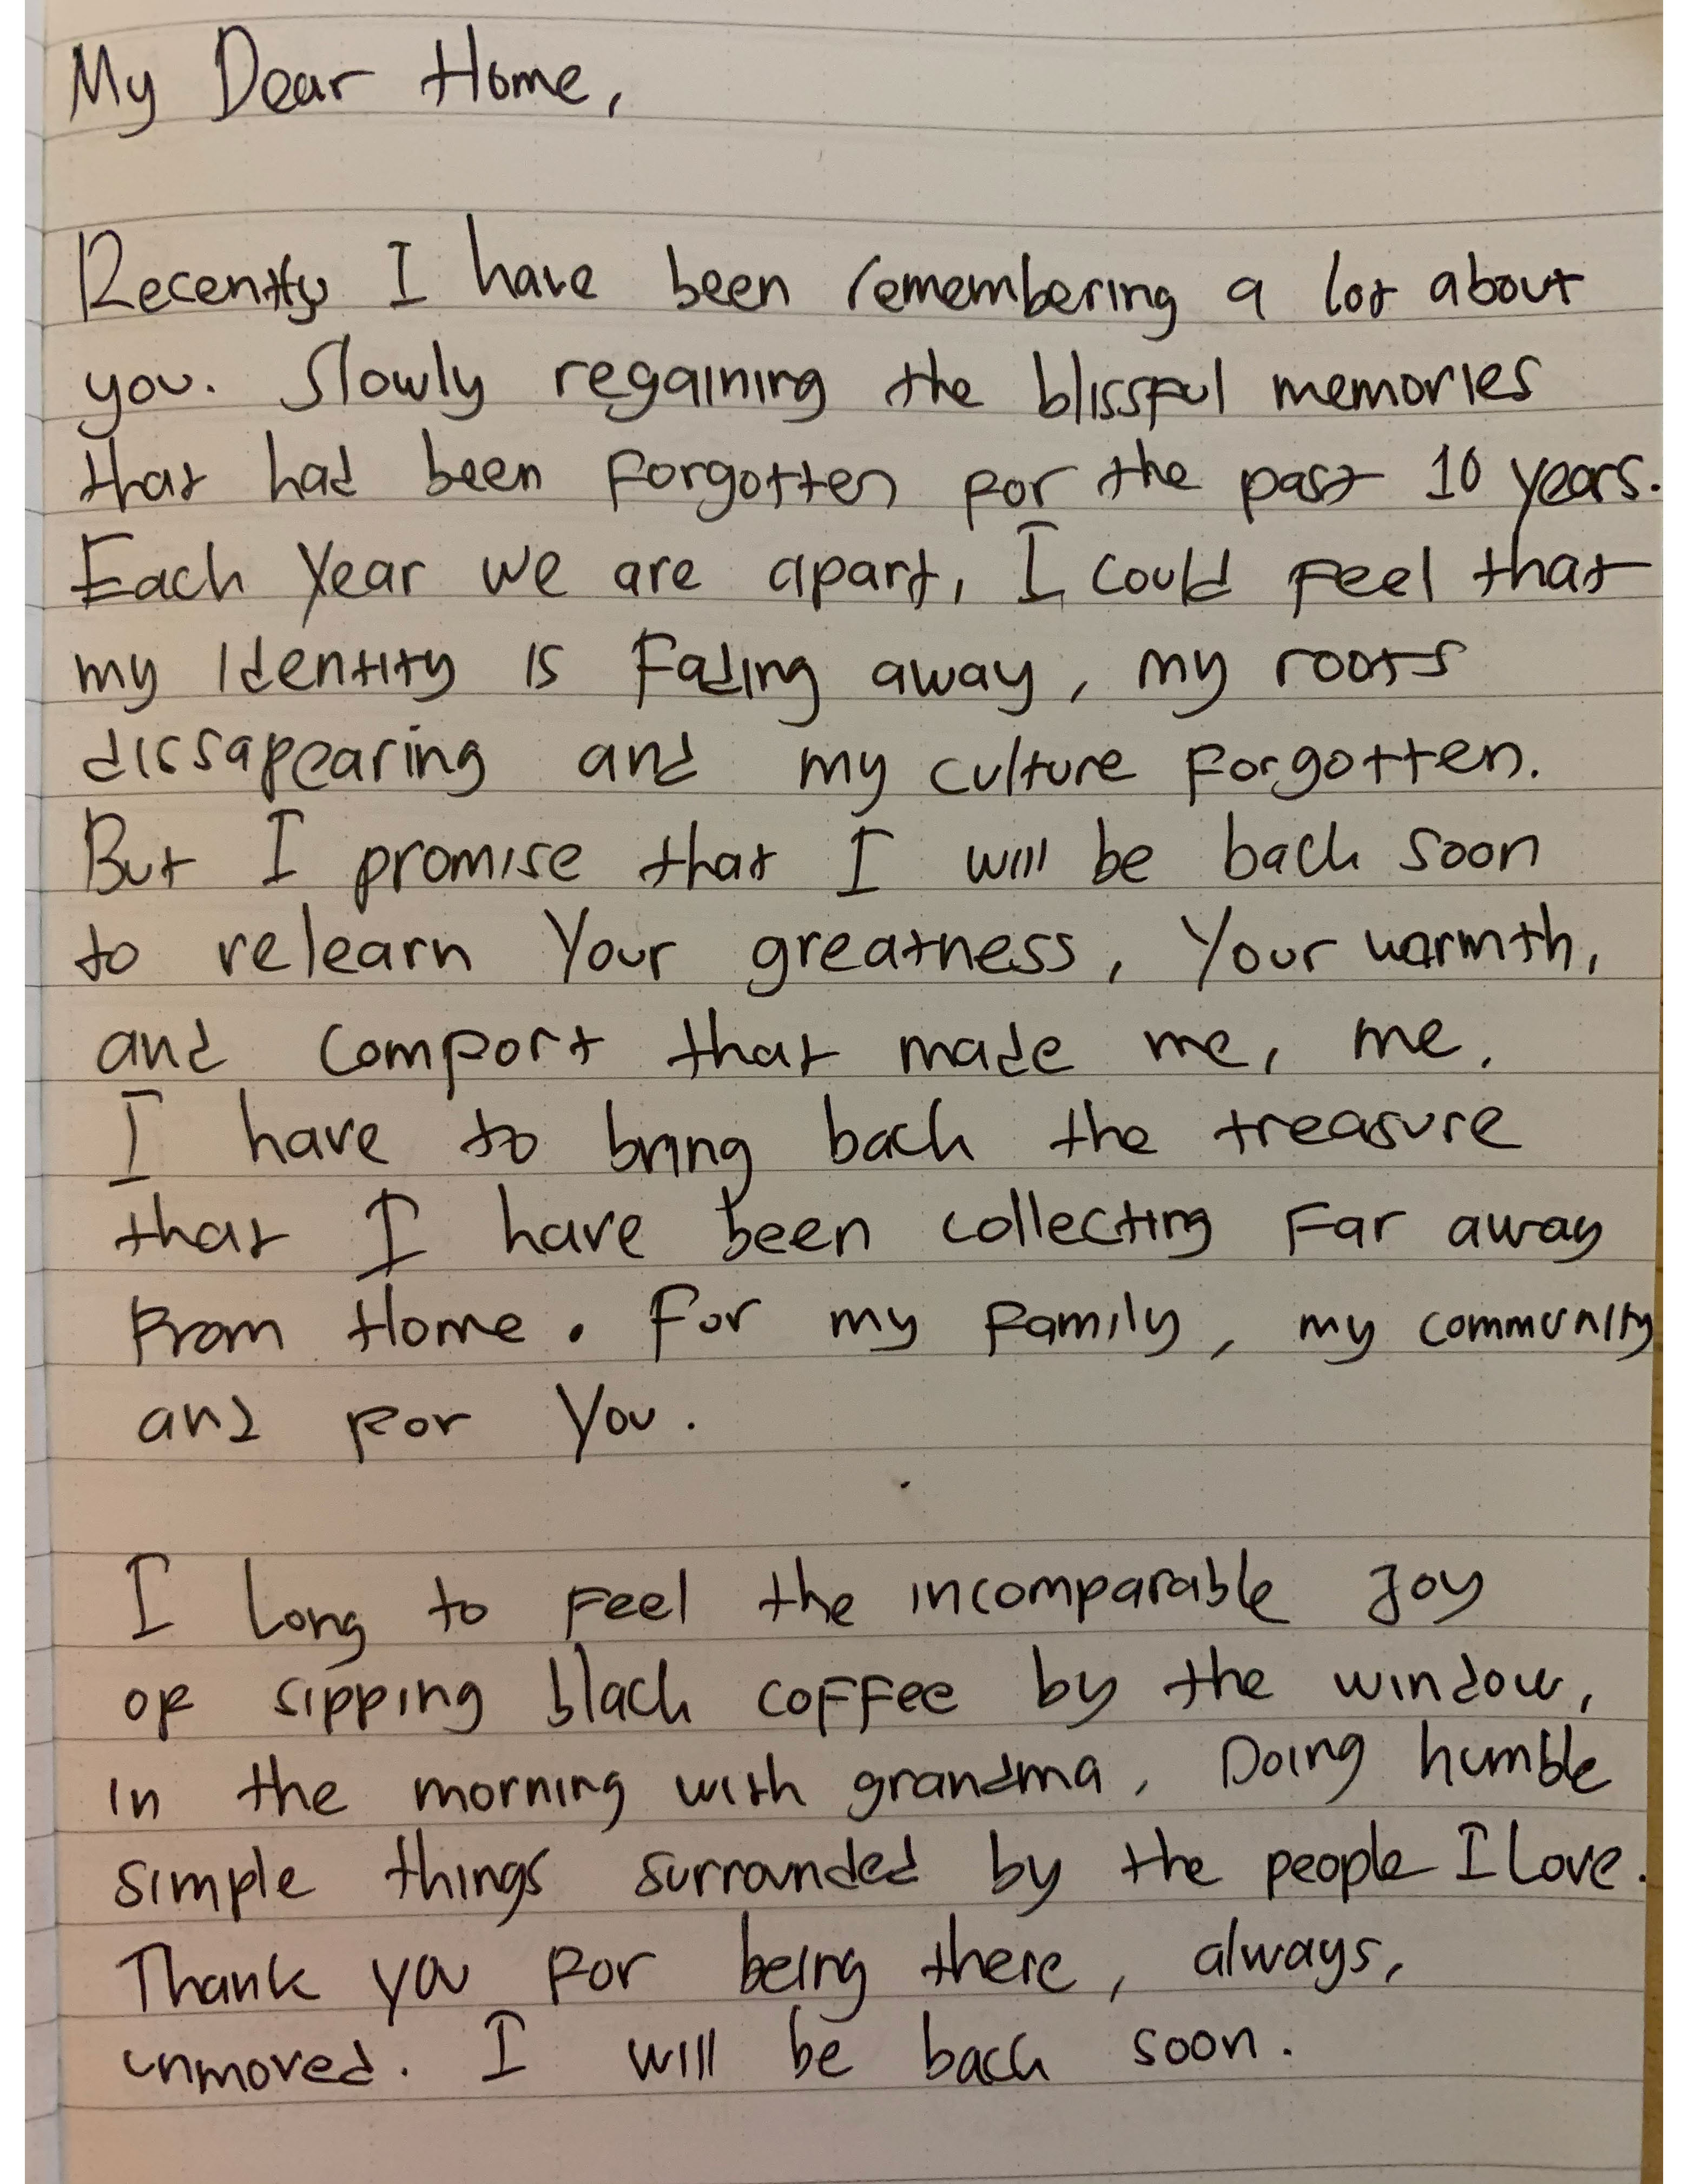 My Dear Home,
Recently I have been remembering a lot about
you. Slowly regaining the blissful memories
that had been forgotten for the past 10 years.
Each Year we are apart, I could feel that
my identity is fading away, my roots
dissapearing and my culture forgotten.
But I promise that I will be back soon
to relearn Your greatness, Your warmth,
and comfort that made me, me.
I have to bring back the treasure
that I have been collecting far away
from Home. For my family, my community
and for You.
I Long to feel the incomparable Joy
of sipping black coffee by the window,
in the morning with grandma, Doing humble
simple things surrounded by the people I Love.
Thank you for being there, always,
unmoved. I will be back soon.